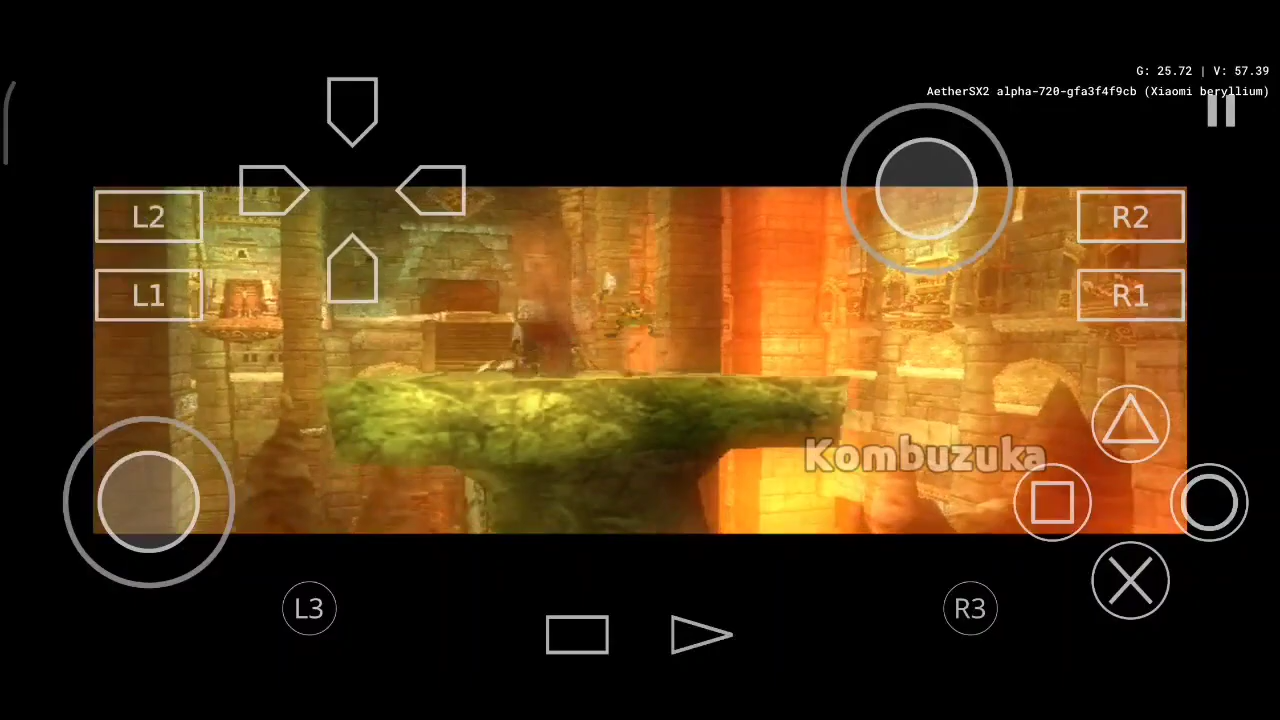 G: 25.72 | V: 57.39
AetherSX2 alpha-720-gfa3f4f9cb (Xiaomi beryllium)
L2
R2
L1
R1
Kombuzuka
L3
R3